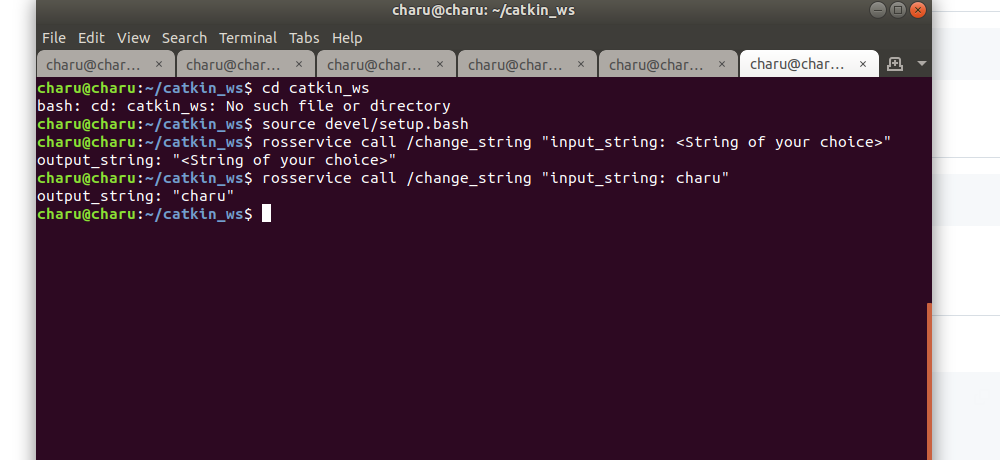 charu@charu: ~/catkin_ws
File Edit View Search Terminal Tabs Help
charu@char... × charu@char... × charu@char... × charu@char... × charu@char... × charu@char... ×
charu@charu:~/catkin_ws$ cd catkin_ws
bash: cd: catkin_ws: No such file or directory
charu@charu:~/catkin_ws$ source devel/setup.bash
charu@charu:~/catkin_ws$ rosservice call /change_string "input_string: <String of your choice>"
output_string: "<String of your choice>"
charu@charu:~/catkin_ws$ rosservice call /change_string "input_string: charu"
output_string: "charu"
charu@charu:~/catkin_ws$